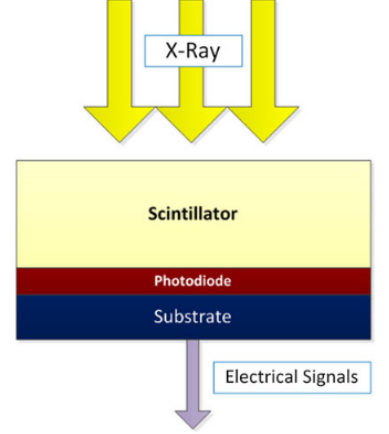 X-Ray
Scintillator
Photodiode
Substrate
Electrical Signals